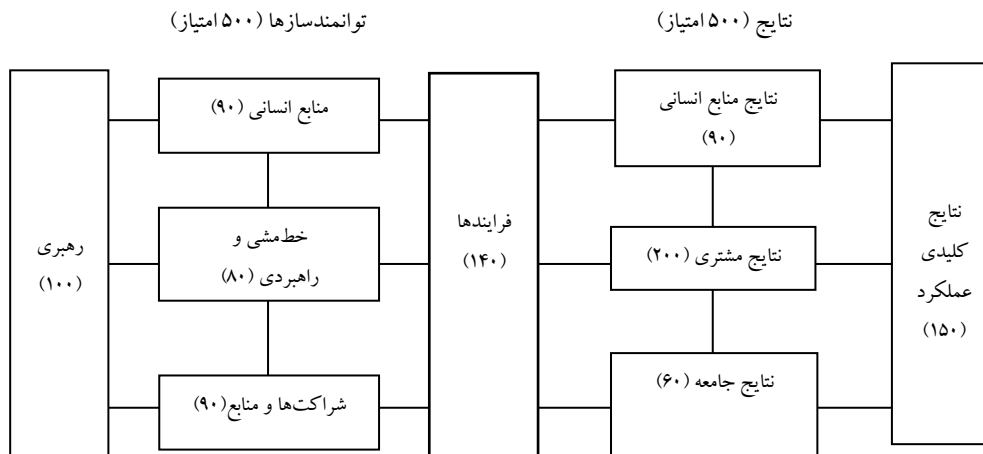 توانمندسازها (۵۰۰ امتیاز)
نتایج (۵۰۰ امتیاز)
رهبری
(۱۰۰)
منابع انسانی (۹۰)
خط‌مشی و
راهبردی (۸۰)
شراکت‌ها و منابع(۹۰)
فرایندها
(۱۴۰)
نتایج منابع انسانی
(۹۰)
نتایج مشتری (۲۰۰)
نتایج جامعه (۶۰)
نتایج
کلیدی
عملکرد
(۱۵۰)